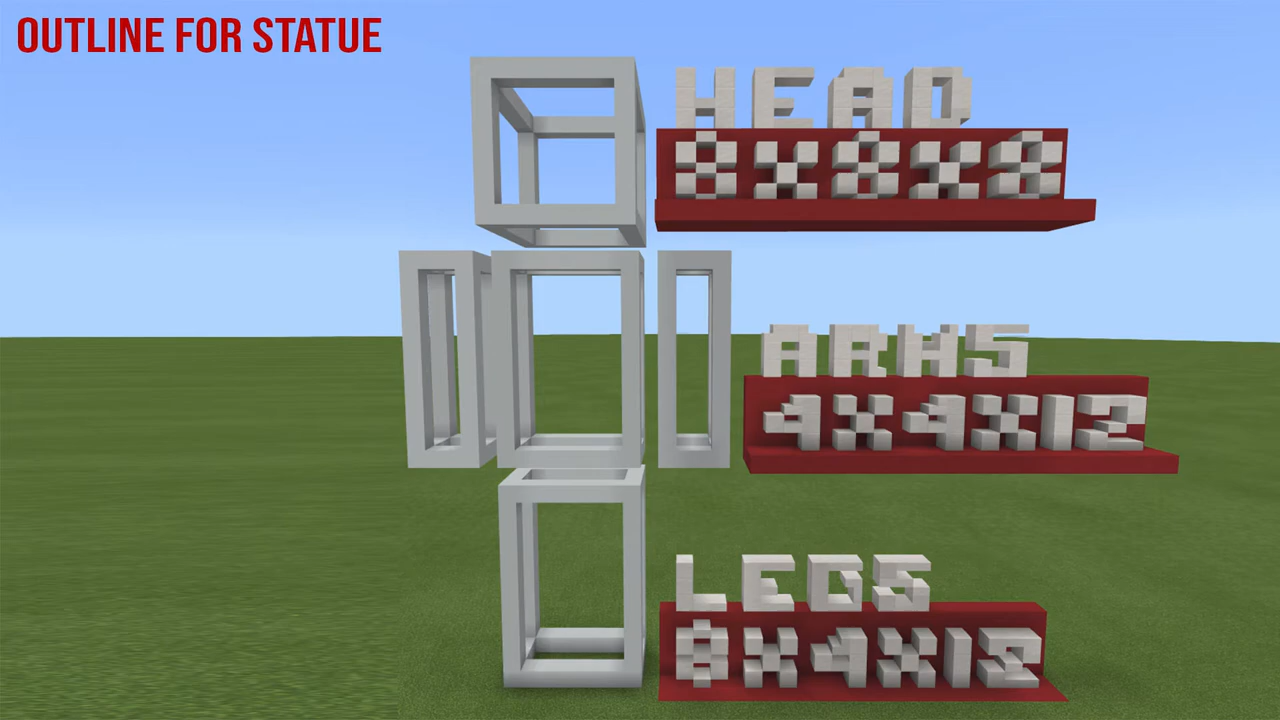 OUTLINE FOR STATUE
HEAD
8X8X8
ARMS
4X4X12
LEGS
8X4X12